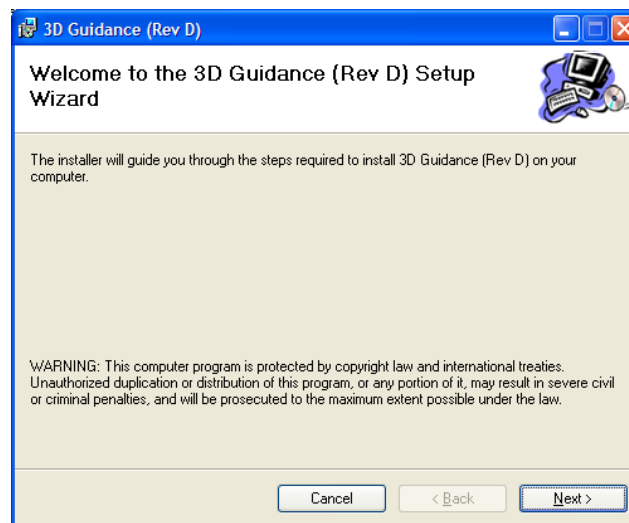 3D Guidance (Rev D)
Welcome to the 3D Guidance (Rev D) Setup
Wizard
The installer will guide you through the steps required to install 3D Guidance (Rev D) on your
computer.
WARNING: This computer program is protected by copyright law and international treaties.
Unauthorized duplication or distribution of this program, or any portion of it, may result in severe civil
or criminal penalties, and will be prosecuted to the maximum extent possible under the law.
Cancel
< Back
Next >